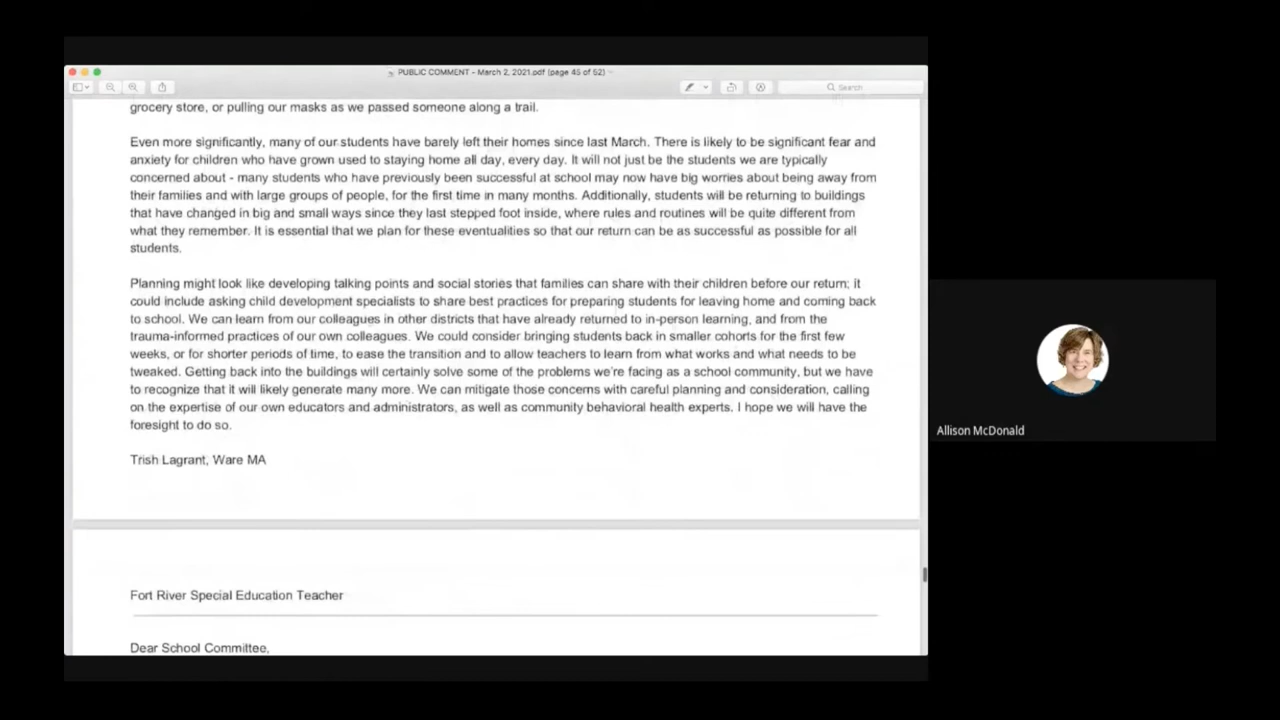 PUBLIC COMMENT - March 2, 2021.pdf (page 45 of 52)
Search
grocery store, or pulling our masks as we passed someone along a trail.
Even more significantly, many of our students have barely left their homes since last March. There is likely to be significant fear and
anxiety for children who have grown used to staying home all day, every day. It will not just be the students we are typically
concerned about - many students who have previously been successful at school may now have big worries about being away from
their families and with large groups of people, for the first time in many months. Additionally, students will be returning to buildings
that have changed in big and small ways since they last stepped foot inside, where rules and routines will be quite different from
what they remember. It is essential that we plan for these eventualities so that our return can be as successful as possible for all
students.
Planning might look like developing talking points and social stories that families can share with their children before our return; it
could include asking child development specialists to share best practices for preparing students for leaving home and coming back
to school. We can learn from our colleagues in other districts that have already returned to in-person learning, and from the
trauma-informed practices of our own colleagues. We could consider bringing students back in smaller cohorts for the first few
weeks, or for shorter periods of time, to ease the transition and to allow teachers to learn from what works and what needs to be
tweaked. Getting back into the buildings will certainly solve some of the problems we're facing as a school community, but we have
to recognize that it will likely generate many more. We can mitigate those concerns with careful planning and consideration, calling
on the expertise of our own educators and administrators, as well as community behavioral health experts. I hope we will have the
foresight to do so.
Trish Lagrant, Ware MA
Fort River Special Education Teacher
Dear School Committee,
Allison McDonald